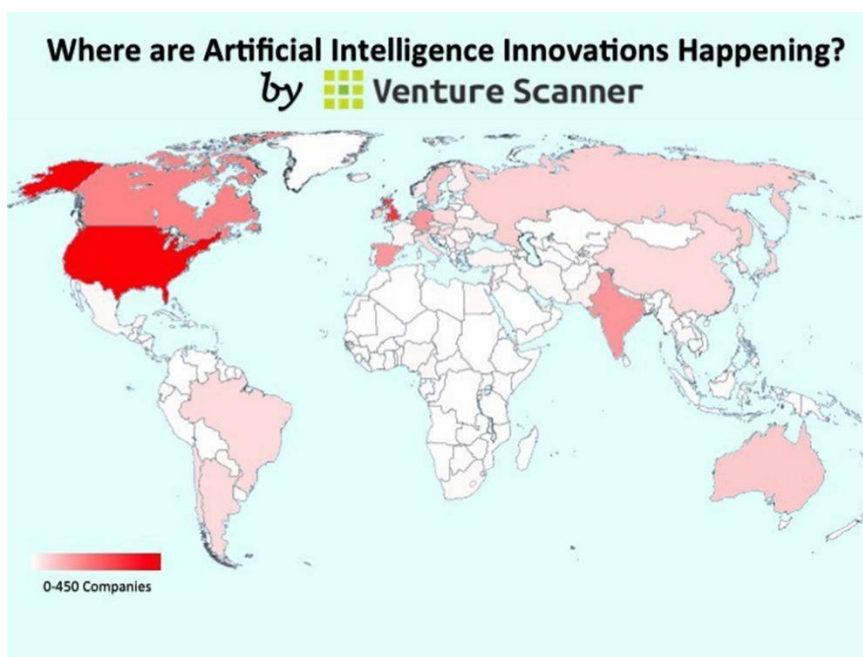 Where are Artificial Intelligence Innovations Happening?
by Venture Scanner
0-450 Companies